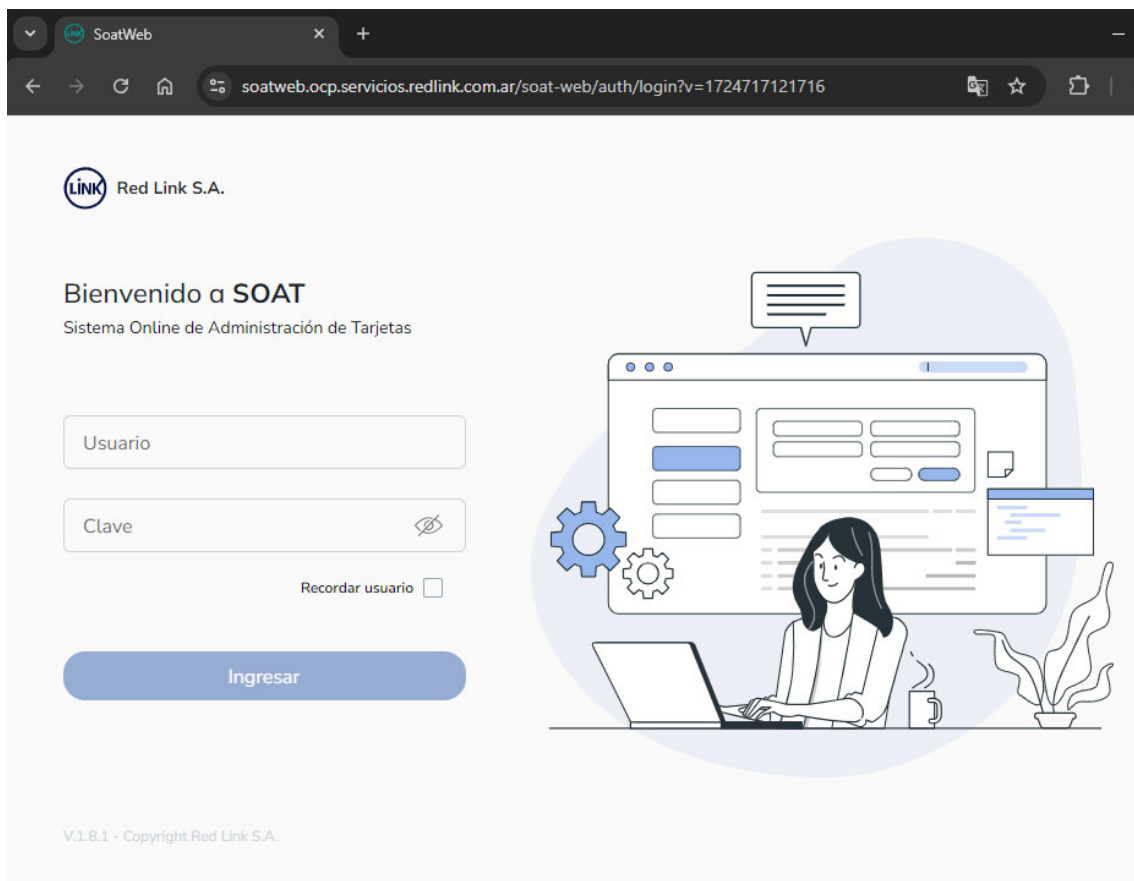 SoatWeb
soatweb.ocp.servicios.redlink.com.ar/soat-web/auth/login?v=1724717121716
LINK Red Link S.A.
Bienvenido a SOAT
Sistema Online de Administración de Tarjetas
Usuario
Clave
Recordar usuario
Ingresar
V.1.8.1 - Copyright Red Link S.A.